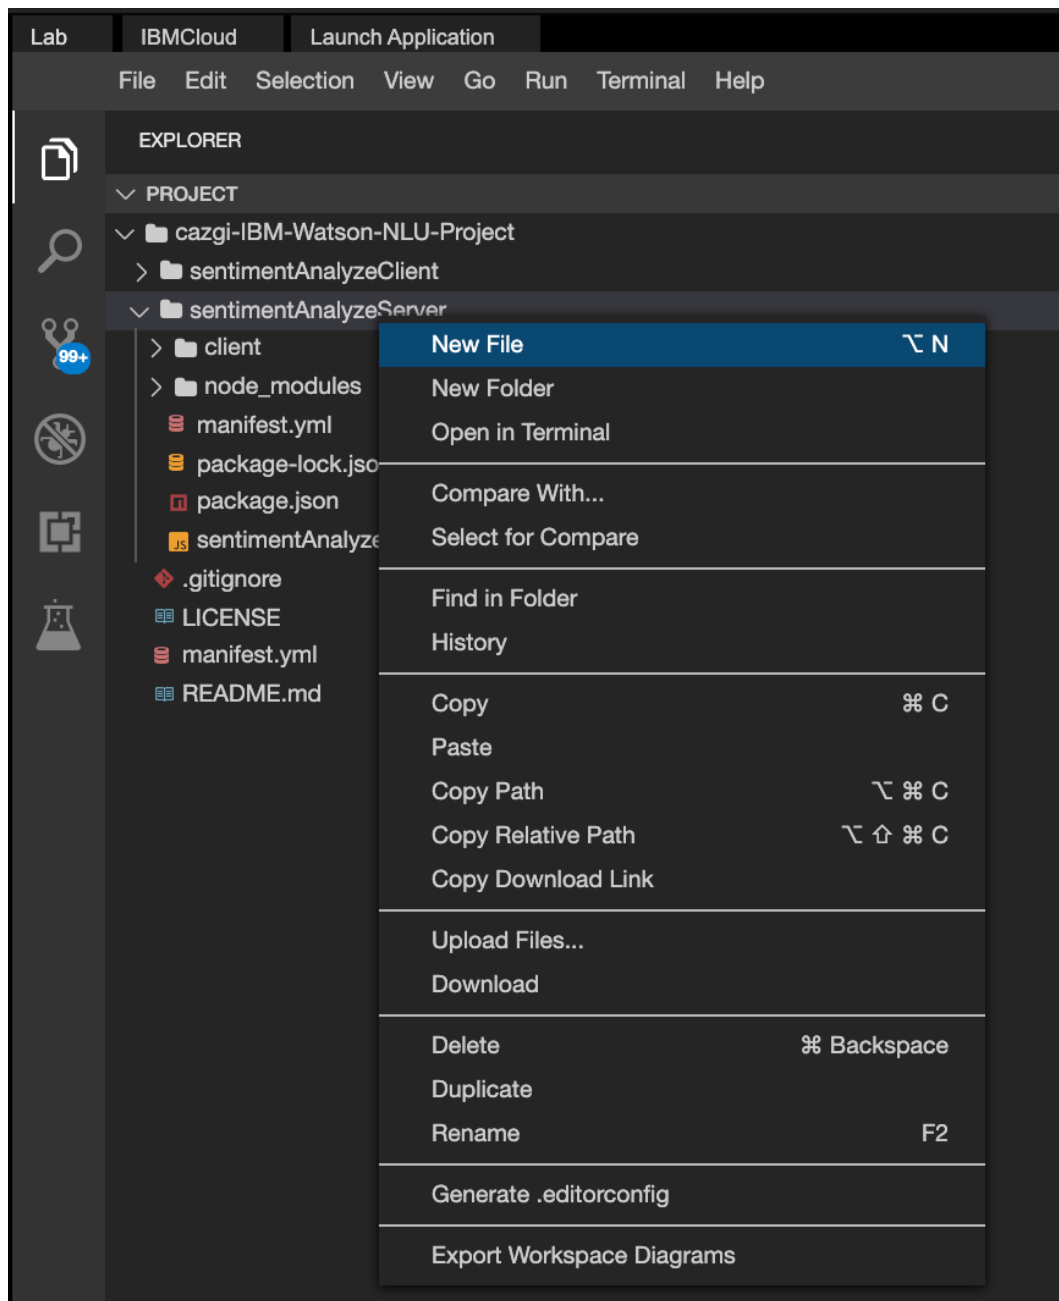 Lab IBMCloud Launch Application
File Edit Selection View Go Run Terminal Help
EXPLORER
PROJECT
cazgi-IBM-Watson-NLU-Project
sentimentAnalyzeClient
sentimentAnalyzeServer
client
node_modules
manifest.yml
package-lock.jso
package.json
JS sentimentAnalyze
.gitignore
LICENSE
manifest.yml
README.md
99+
New File ⌥ N
New Folder
Open in Terminal
Compare With...
Select for Compare
Find in Folder
History
Copy ⌘ C
Paste
Copy Path ⌥ ⌘ C
Copy Relative Path ⌥ ⇧ ⌘ C
Copy Download Link
Upload Files...
Download
Delete ⌘ Backspace
Duplicate
Rename F2
Generate .editorconfig
Export Workspace Diagrams